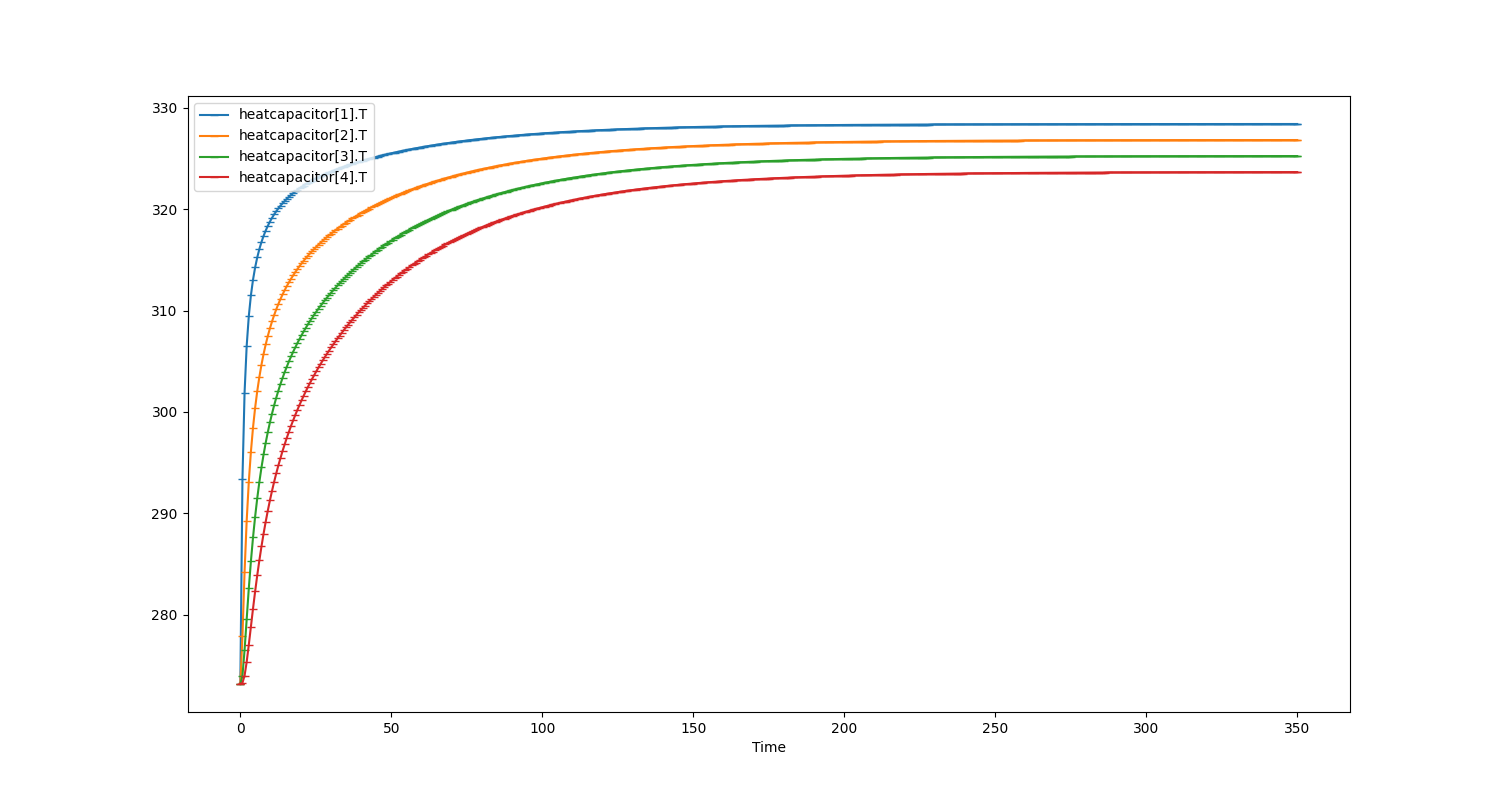 330
320
310
300
290
280
heatcapacitor[1].T
heatcapacitor[2].T
heatcapacitor[3].T
heatcapacitor[4].T
0 50 100 150 200 250 300 350
Time